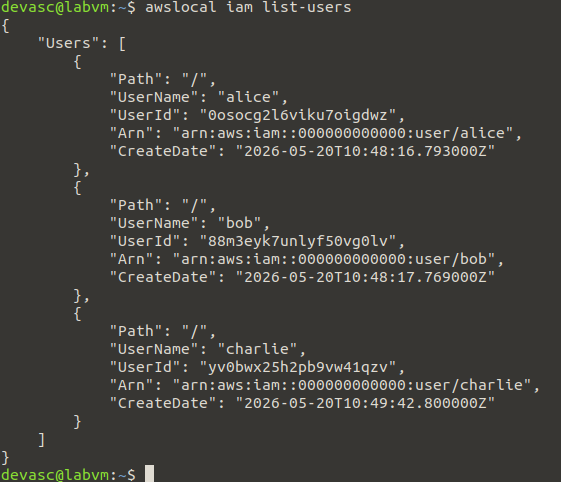 devasc@labvm:~$ awslocal iam list-users
{
    "Users": [
        {
            "Path": "/",
            "UserName": "alice",
            "UserId": "0osocg2l6viku7oigdwz",
            "Arn": "arn:aws:iam::000000000000:user/alice",
            "CreateDate": "2026-05-20T10:48:16.793000Z"
        },
        {
            "Path": "/",
            "UserName": "bob",
            "UserId": "88m3eyk7unlyf50vg0lv",
            "Arn": "arn:aws:iam::000000000000:user/bob",
            "CreateDate": "2026-05-20T10:48:17.769000Z"
        },
        {
            "Path": "/",
            "UserName": "charlie",
            "UserId": "yv0bwx25h2pb9vw41qzv",
            "Arn": "arn:aws:iam::000000000000:user/charlie",
            "CreateDate": "2026-05-20T10:49:42.800000Z"
        }
    ]
}
devasc@labvm:~$